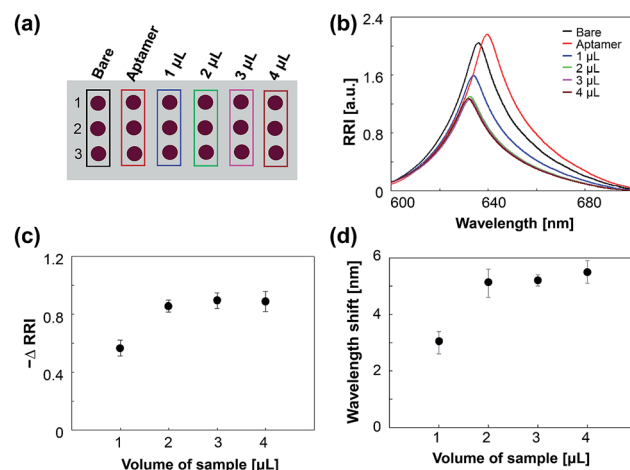 (a)
Bare
Aptamer
1 µL
2 µL
3 µL
4 µL
1
2
3
(b)
2.4
1.6
0.8
0
RRI [a.u.]
600
640
680
Wavelength [nm]
Bare
Aptamer
1 µL
2 µL
3 µL
4 µL
(c)
1.2
0.8
0.4
0
−Δ RRI
1
2
3
4
Volume of sample [µL]
(d)
6
4
2
0
Wavelength shift [nm]
1
2
3
4
Volume of sample [µL]